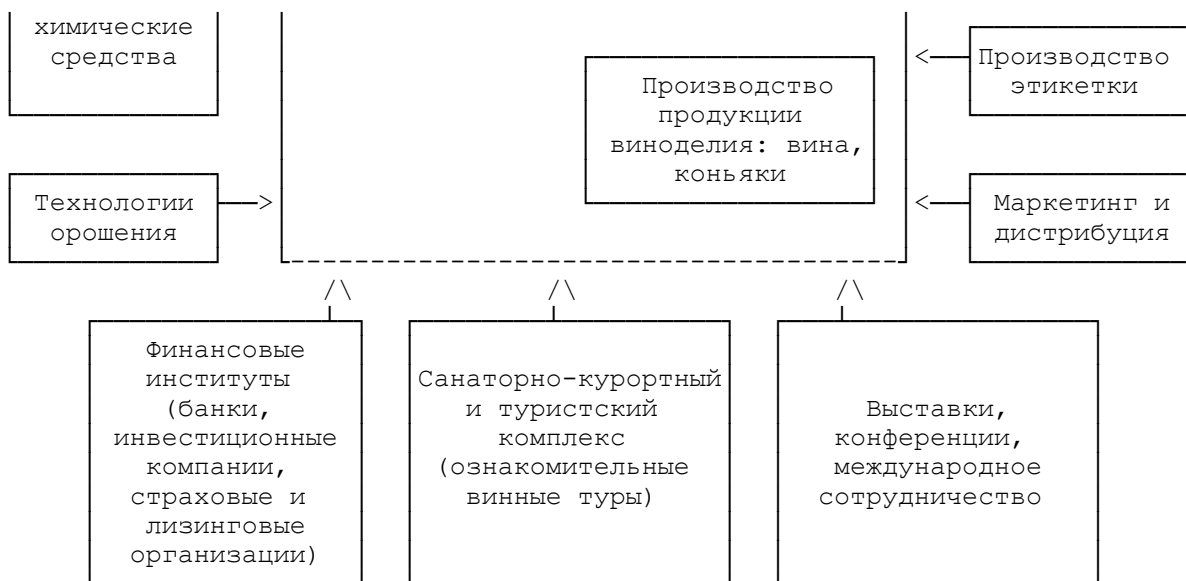 химические
средства
Производство
этикетки
Производство
продукции
виноделия: вина,
коньяки
Технологии
орошения
Маркетинг и
дистрибуция
Финансовые
институты
(банки,
инвестиционные
компании,
страховые и
лизинговые
организации)
Санаторно-курортный
и туристский
комплекс
(ознакомительные
винные туры)
Выставки,
конференции,
международное
сотрудничество